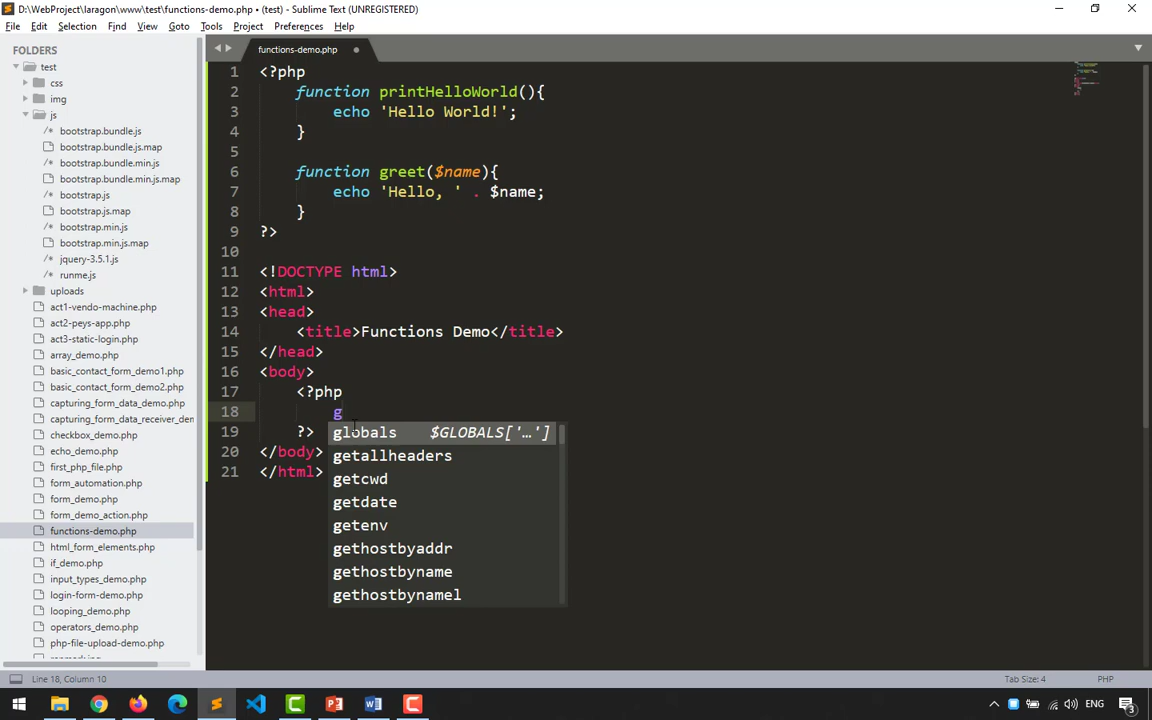 D:\WebProject\laragon\www\test\functions-demo.php • (test) - Sublime Text (UNREGISTERED)
File Edit Selection Find View Goto Tools Project Preferences Help
FOLDERS
test
css
img
js
/* bootstrap.bundle.js
/* bootstrap.bundle.js.map
/* bootstrap.bundle.min.js
/* bootstrap.bundle.min.js.map
/* bootstrap.js
/* bootstrap.js.map
/* bootstrap.min.js
/* bootstrap.min.js.map
/* jquery-3.5.1.js
/* runme.js
uploads
act1-vendo-machine.php
act2-peys-app.php
act3-static-login.php
array_demo.php
basic_contact_form_demo1.php
basic_contact_form_demo2.php
capturing_form_data_demo.php
capturing_form_data_receiver_der
checkbox_demo.php
echo_demo.php
first_php_file.php
form_automation.php
form_demo.php
form_demo_action.php
functions-demo.php
html_form_elements.php
if_demo.php
input_types_demo.php
login-form-demo.php
looping_demo.php
operators_demo.php
php-file-upload-demo.php
functions-demo.php
1 <?php
2 function printHelloWorld(){
3 echo 'Hello World!';
4 }
5
6 function greet($name){
7 echo 'Hello, ' . $name;
8 }
9 ?>
10
11 <!DOCTYPE html>
12 <html>
13 <head>
14 <title>Functions Demo</title>
15 </head>
16 <body>
17 <?php
18 g
19 ?>
20 </body>
21 </html>
globals $GLOBALS['…']
getallheaders
getcwd
getdate
getenv
gethostbyaddr
gethostbyname
gethostbynamel
Line 18, Column 10
Tab Size: 4
PHP
ENG
3